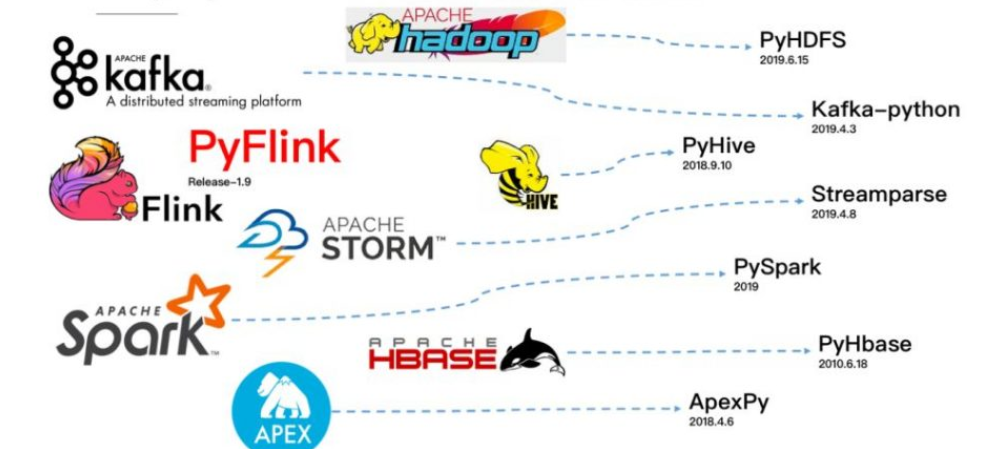 APACHE
hadoop
PyHDFS
2019.6.15
APACHE
kafka®
A distributed streaming platform
Kafka-python
2019.4.3
PyFlink
Release-1.9
Flink
HIVE
PyHive
2018.9.10
Streamparse
2019.4.8
APACHE
STORM™
PySpark
2019
APACHE
Spark™
APACHE
HBASE
PyHbase
2010.6.18
APEX
ApexPy
2018.4.6